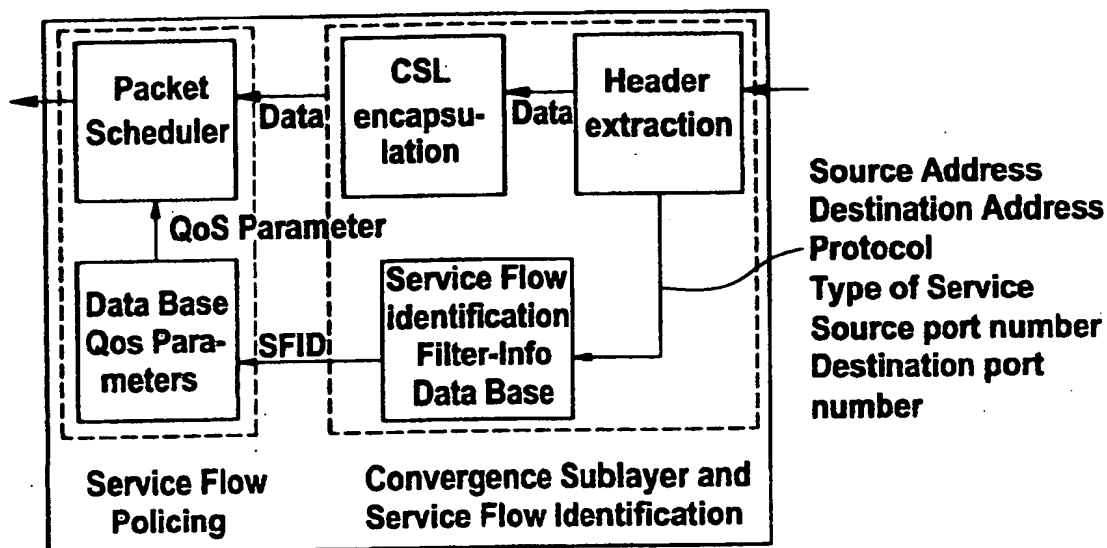 Packet
Scheduler
Data
CSL
encapsu-
lation
Data
Header
extraction
QoS Parameter
Data Base
Qos Para-
meters
SFID
Service Flow
identification
Filter-Info
Data Base
Source Address
Destination Address
Protocol
Type of Service
Source port number
Destination port
number
Service Flow
Policing
Convergence Sublayer and
Service Flow Identification